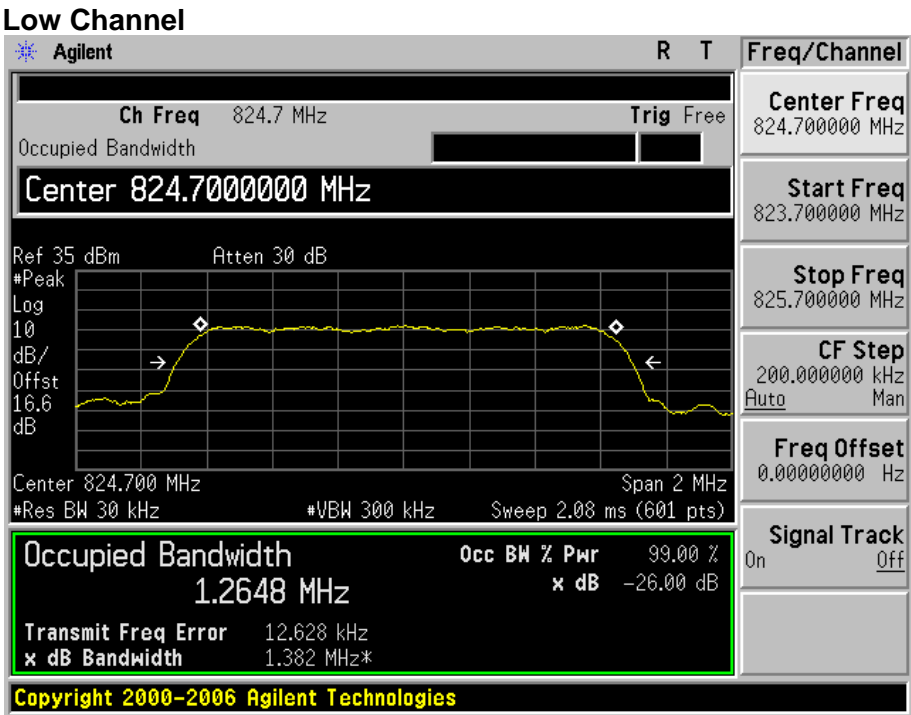 Low Channel
Agilent R T Freq/Channel
Ch Freq 824.7 MHz Trig Free
Occupied Bandwidth
Center 824.7000000 MHz
Ref 35 dBm Atten 30 dB
#Peak
Log
10
dB/
Offst
16.6
dB
Center 824.700 MHz Span 2 MHz
#Res BW 30 kHz #VBW 300 kHz Sweep 2.08 ms (601 pts)
Occupied Bandwidth Occ BW % Pwr 99.00 %
1.2648 MHz x dB -26.00 dB
Transmit Freq Error 12.628 kHz
x dB Bandwidth 1.382 MHz*
Copyright 2000-2006 Agilent Technologies
Center Freq
824.700000 MHz
Start Freq
823.700000 MHz
Stop Freq
825.700000 MHz
CF Step
200.000000 kHz
Auto Man
Freq Offset
0.00000000 Hz
Signal Track
On Off